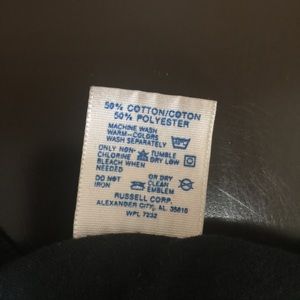 50% COTTON/COTON
50% POLYESTER
MACHINE WASH
WARM-COLORS
WASH SEPARATELY
ONLY NON- TUMBLE
CHLORINE DRY LOW
BLEACH WHEN
NEEDED
DO NOT OR DRY
IRON CLEAN
EMBLEM
RUSSELL CORP.
ALEXANDER CITY, AL. 35010
WPL 7232